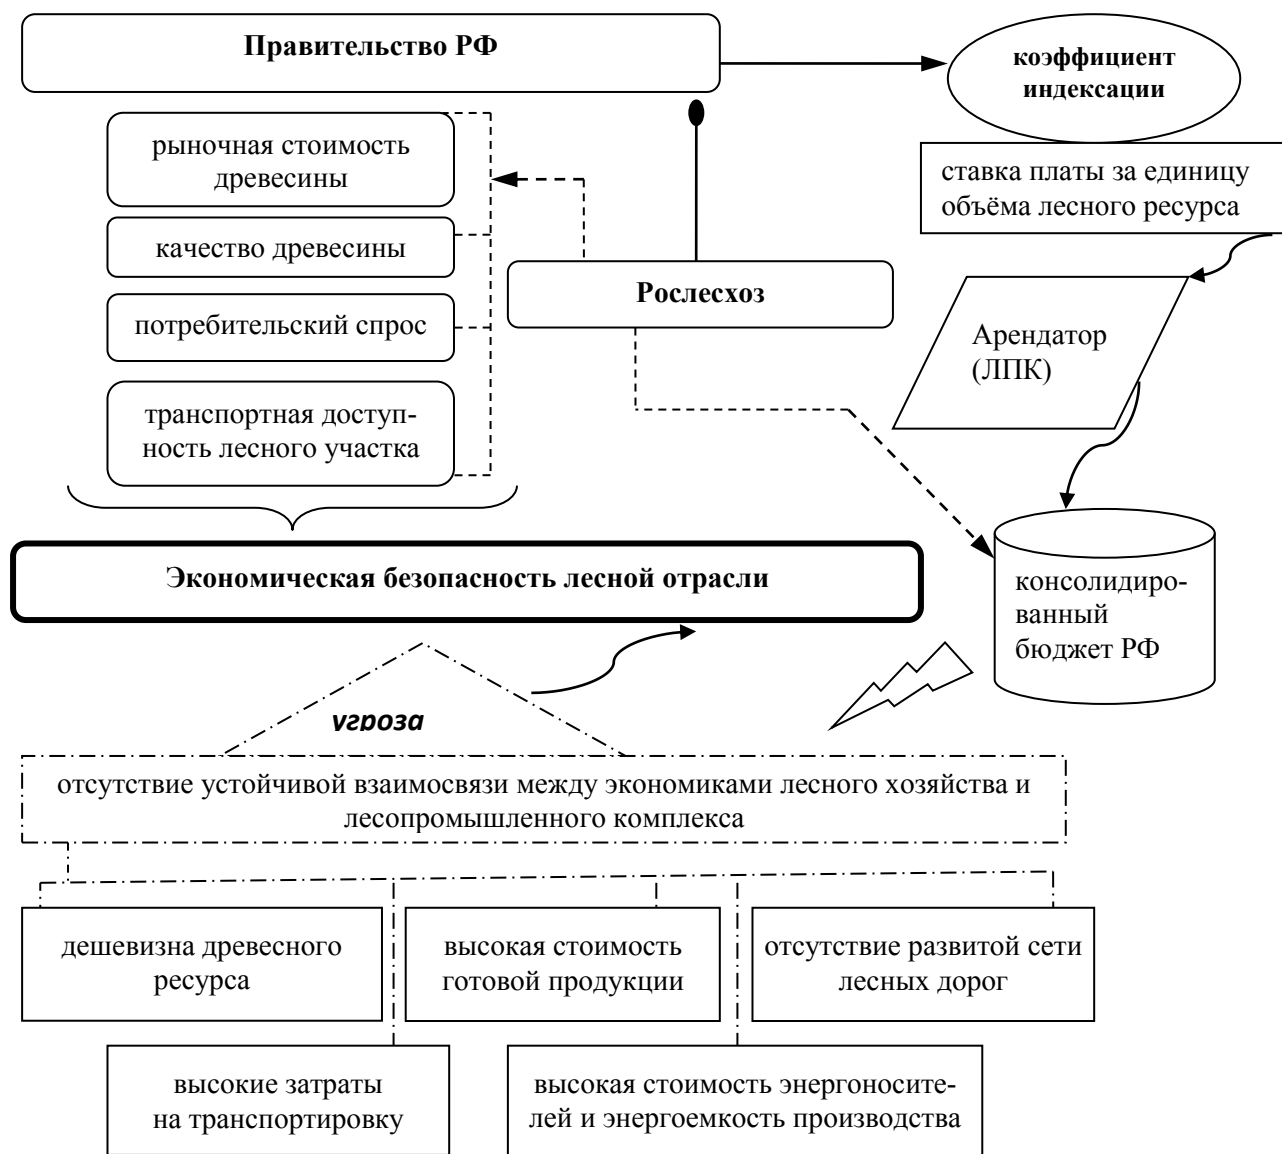 Правительство РФ
коэффициент
индексации
рыночная стоимость
древесины
ставка платы за единицу
объёма лесного ресурса
качество древесины
Рослесхоз
потребительский спрос
Арендатор
(ЛПК)
транспортная доступ-
ность лесного участка
Экономическая безопасность лесной отрасли
консолидиро-
ванный
бюджет РФ
угроза
отсутствие устойчивой взаимосвязи между экономиками лесного хозяйства и
лесопромышленного комплекса
дешевизна древесного
ресурса
высокая стоимость
готовой продукции
отсутствие развитой сети
лесных дорог
высокие затраты
на транспортировку
высокая стоимость энергоносите-
лей и энергоемкость производства